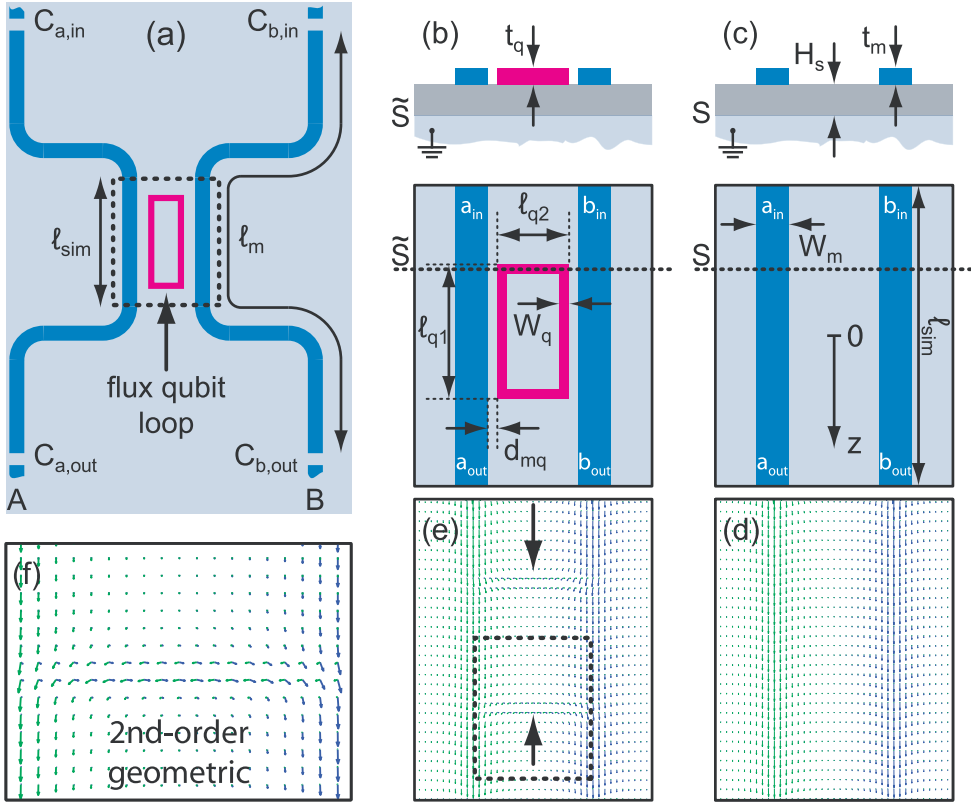 (a)
C_a,in
C_b,in
ℓ_sim
ℓ_m
flux qubit
loop
C_a,out
C_b,out
A
B
(b)
t_q
S̃
a_in
ℓ_q2
b_in
S̃
ℓ_q1
W_q
a_out
d_mq
b_out
(c)
H_s
t_m
S
a_in
b_in
S
W_m
ℓ_sim
0
z
a_out
b_out
(f)
2nd-order
geometric
(e)
(d)